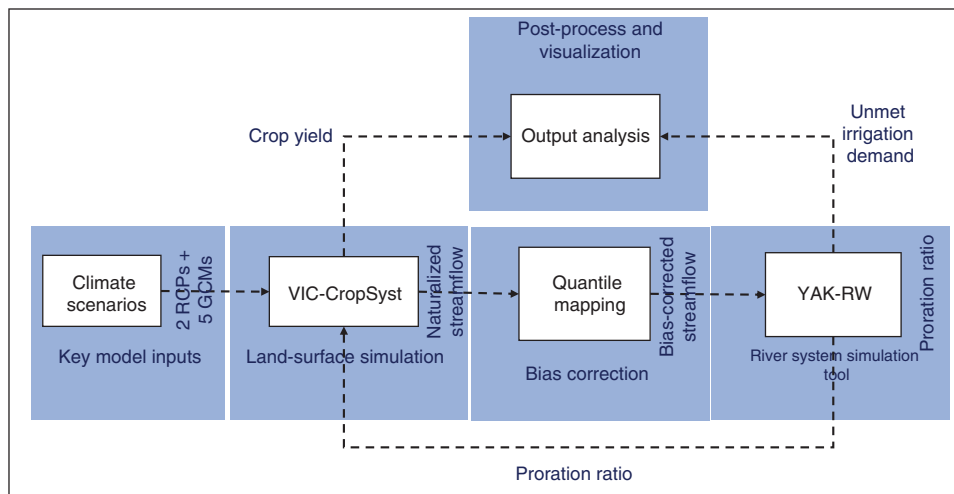 Post-process and
visualization
Output analysis
Crop yield
Unmet
irrigation
demand
Climate
scenarios
2 RCPs +
5 GCMs
Key model inputs
VIC-CropSyst
Naturalized
streamflow
Land-surface simulation
Quantile
mapping
Bias-corrected
streamflow
Bias correction
YAK-RW
Proration ratio
River system simulation
tool
Proration ratio